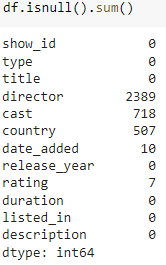 df.isnull().sum()
show_id 0
type 0
title 0
director 2389
cast 718
country 507
date_added 10
release_year 0
rating 7
duration 0
listed_in 0
description 0
dtype: int64